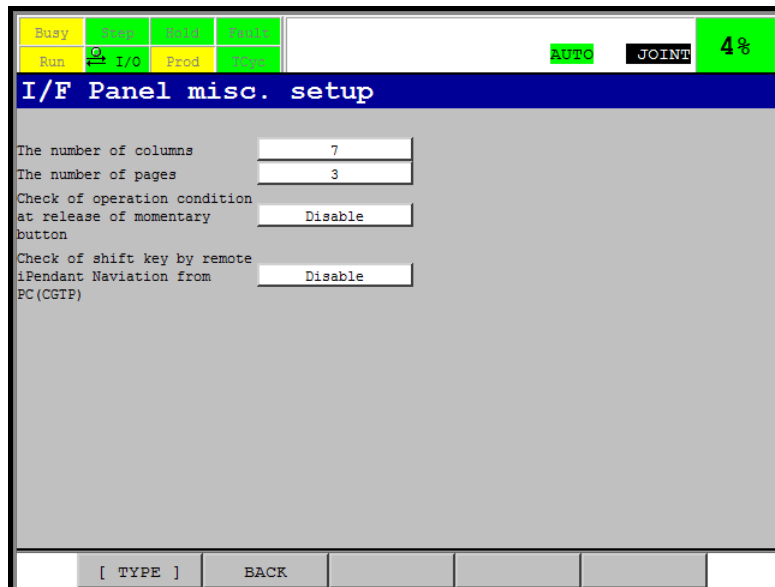 Busy Step Hold Fault
Run I/O Prod TCyc
AUTO JOINT 4%
I/F Panel misc. setup
The number of columns 7
The number of pages 3
Check of operation condition
at release of momentary Disable
button
Check of shift key by remote
iPendant Naviation from Disable
PC(CGTP)
[ TYPE ] BACK